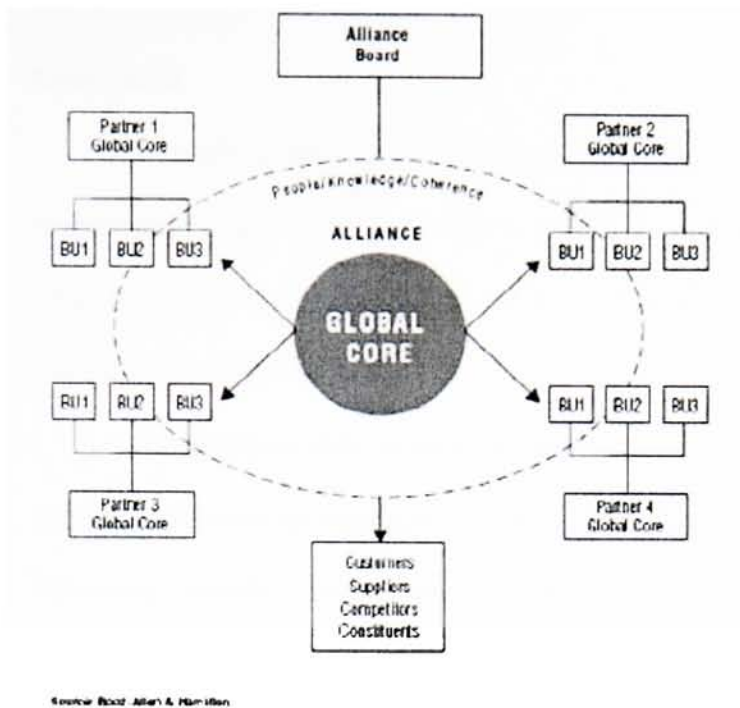 Alliance
Board
Partner 1
Global Core
Partner 2
Global Core
People/Knowledge/Coherence
ALLIANCE
BU1 BU2 BU3
BU1 BU2 BU3
GLOBAL
CORE
BU1 BU2 BU3
BU1 BU2 BU3
Partner 3
Global Core
Partner 4
Global Core
Customers
Suppliers
Competitors
Constituents
Source: Booz-Allen & Hamilton